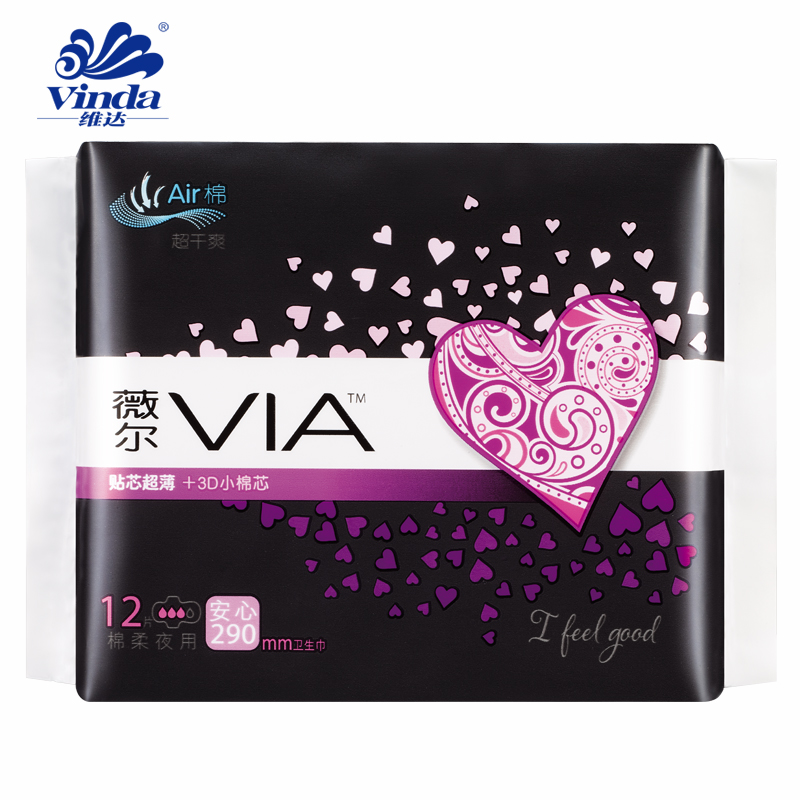 ®
Vinda
维达
Air棉
超干爽
薇尔 VIA™
贴芯超薄 +3D小棉芯
12片 安心
棉柔夜用 290mm卫生巾
I feel good